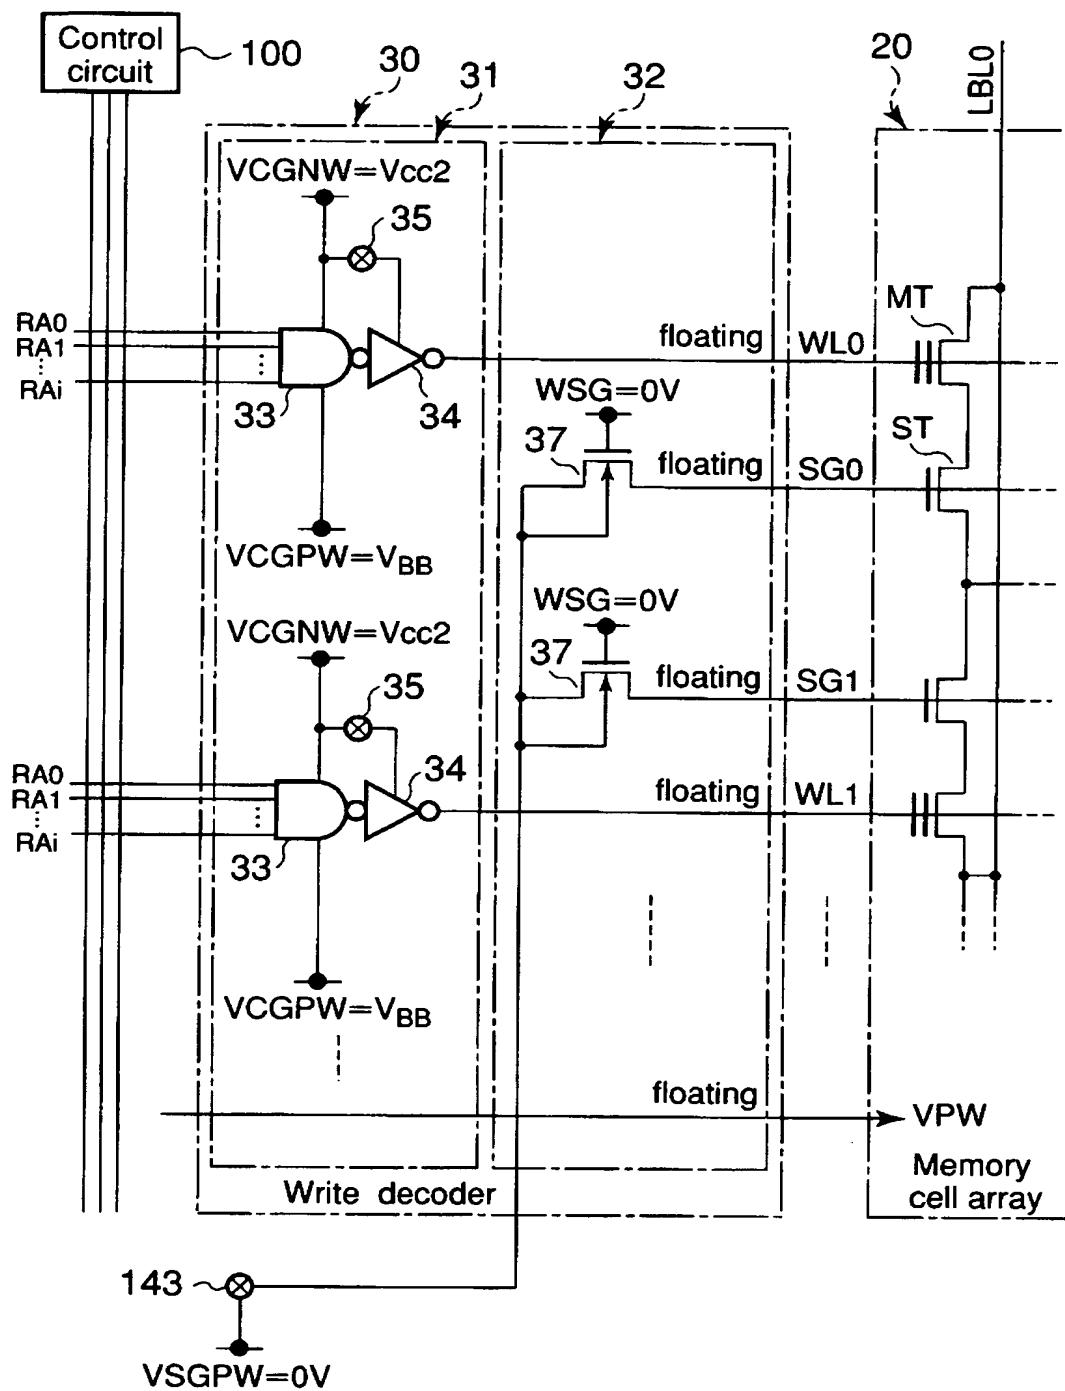 Control
circuit
100
30
31
32
20
LBL0
VCGNW=Vcc2
35
RA0
RA1
RAi
33
34
floating
WL0
MT
WSG=0V
37
floating
SG0
ST
VCGPW=VBB
VCGNW=Vcc2
WSG=0V
37
floating
SG1
35
34
RA0
RA1
RAi
33
floating
WL1
VCGPW=VBB
floating
VPW
Write decoder
Memory
cell array
143
VSGPW=0V